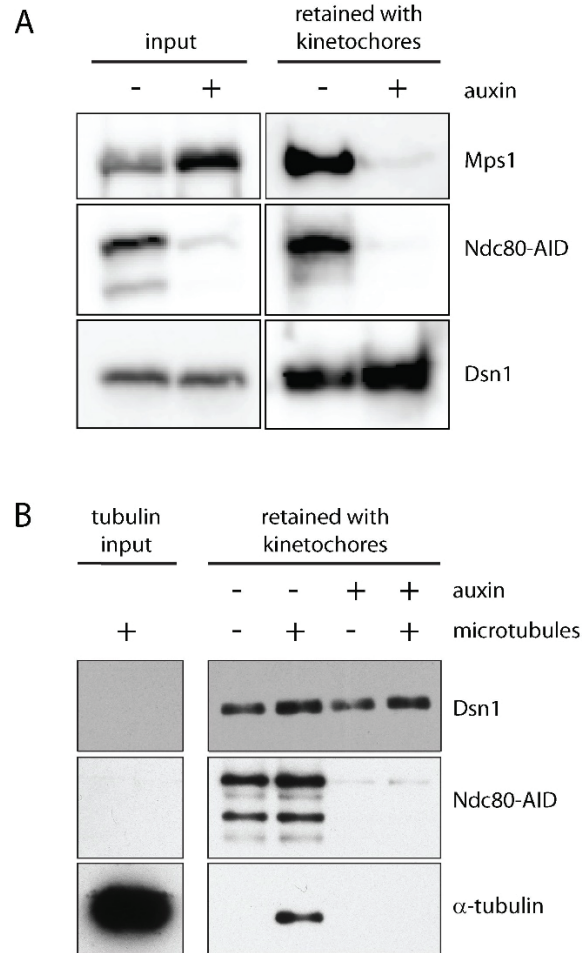 A
input
retained with
kinetochores
- + - + auxin
Mps1
Ndc80-AID
Dsn1
B
tubulin
input
retained with
kinetochores
- - + + auxin
+ - + - + microtubules
Dsn1
Ndc80-AID
α-tubulin